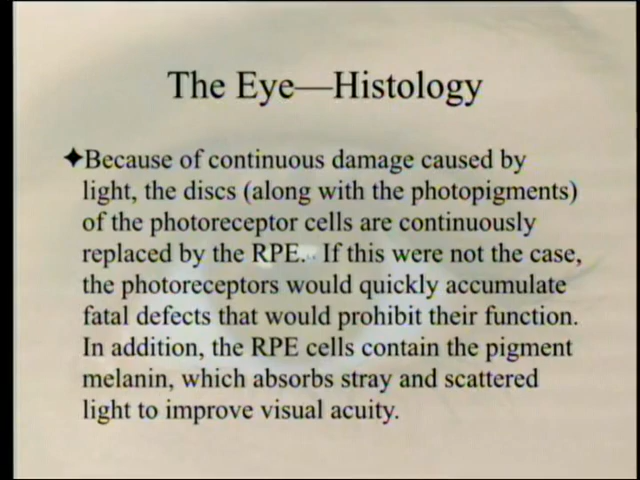 The Eye—Histology
✦Because of continuous damage caused by
light, the discs (along with the photopigments)
of the photoreceptor cells are continuously
replaced by the RPE.  If this were not the case,
the photoreceptors would quickly accumulate
fatal defects that would prohibit their function.
In addition, the RPE cells contain the pigment
melanin, which absorbs stray and scattered
light to improve visual acuity.